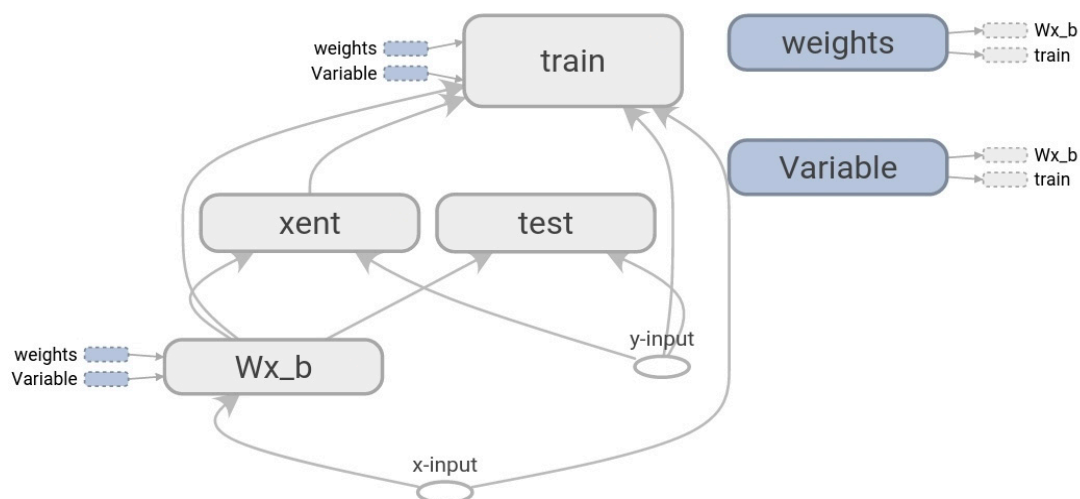 weights
Variable
train
weights
Wx_b
train
Variable
Wx_b
train
xent
test
y-input
weights
Variable
Wx_b
x-input